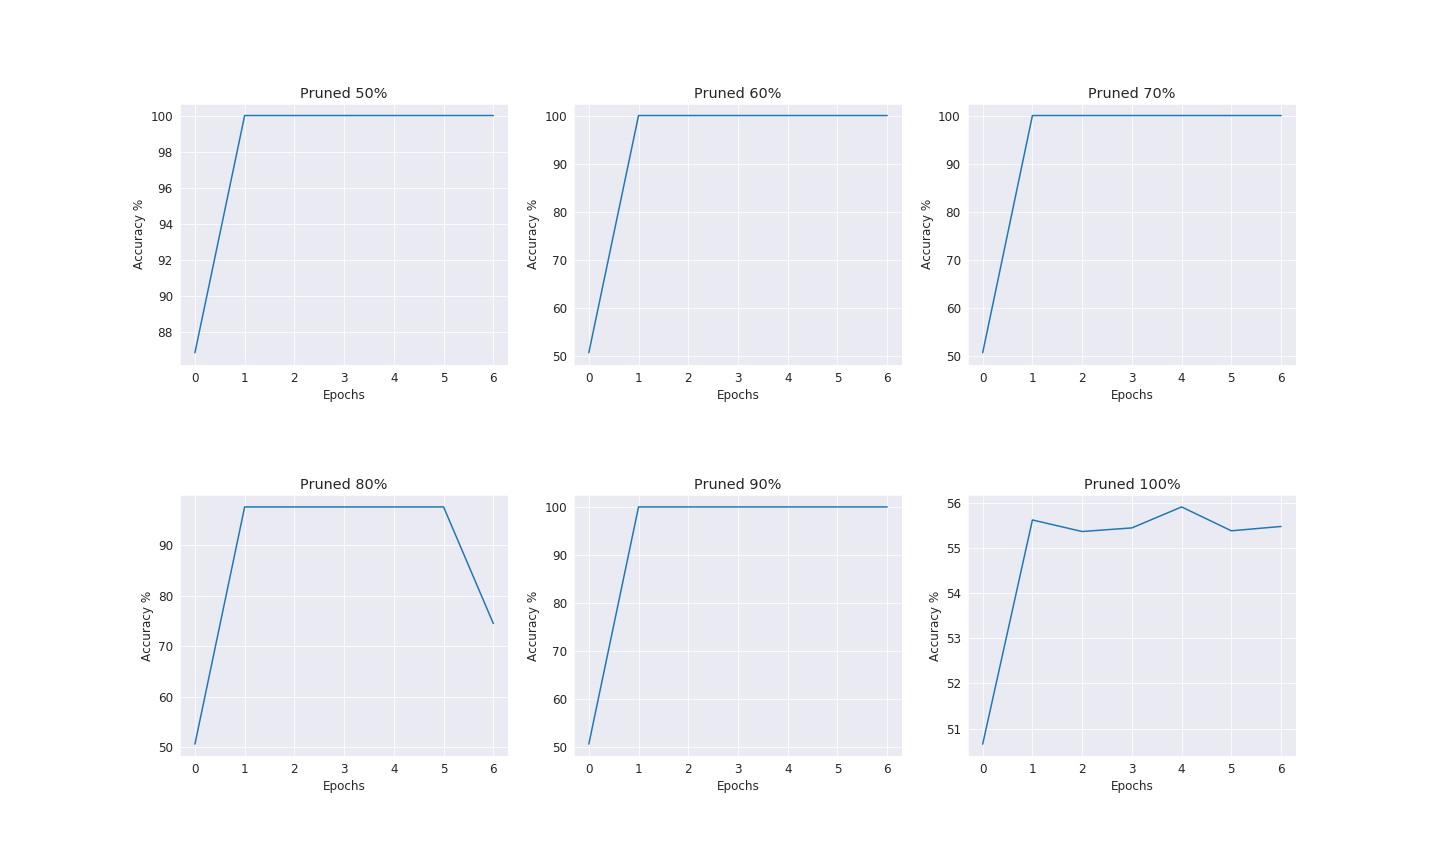 Pruned 50%
Pruned 60%
Pruned 70%
Accuracy %
100
98
96
94
92
90
88
0 1 2 3 4 5 6
Epochs
Accuracy %
100
90
80
70
60
50
0 1 2 3 4 5 6
Epochs
Accuracy %
100
90
80
70
60
50
0 1 2 3 4 5 6
Epochs
Pruned 80%
Pruned 90%
Pruned 100%
Accuracy %
90
80
70
60
50
0 1 2 3 4 5 6
Epochs
Accuracy %
100
90
80
70
60
50
0 1 2 3 4 5 6
Epochs
Accuracy %
56
55
54
53
52
51
0 1 2 3 4 5 6
Epochs